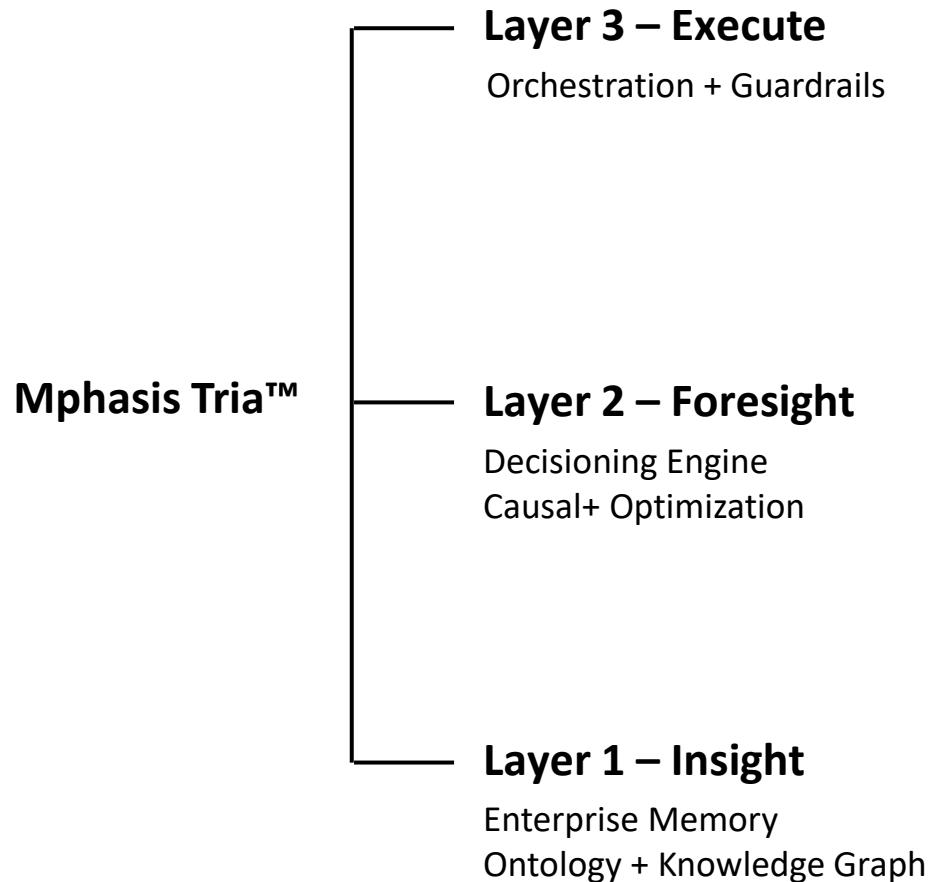 Layer 3 – Execute
Orchestration + Guardrails
Mphasis Tria™
Layer 2 – Foresight
Decisioning Engine
Causal+ Optimization
Layer 1 – Insight
Enterprise Memory
Ontology + Knowledge Graph